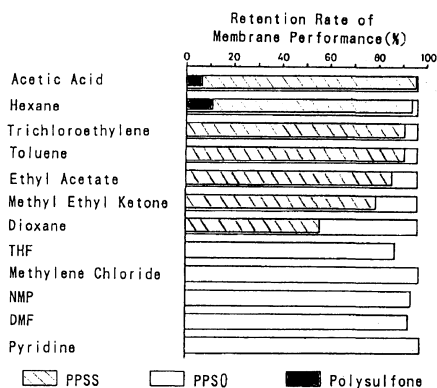 Retention Rate of
Membrane Performance(%)
0 20 40 60 80 100
Acetic Acid
Hexane
Trichloroethylene
Toluene
Ethyl Acetate
Methyl Ethyl Ketone
Dioxane
THF
Methylene Chloride
NMP
DMF
Pyridine
PPSS PPSO Polysulfone